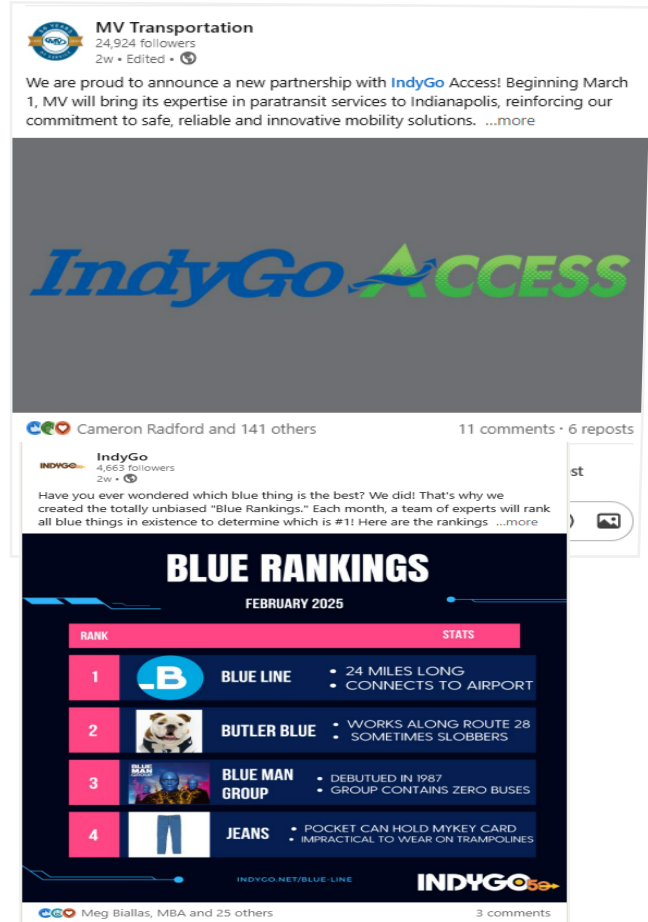 MV Transportation
24,924 followers
2w • Edited •
We are proud to announce a new partnership with IndyGo Access! Beginning March
1, MV will bring its expertise in paratransit services to Indianapolis, reinforcing our
commitment to safe, reliable and innovative mobility solutions. ...more
IndyGo ACCESS
Cameron Radford and 141 others
11 comments • 6 reposts
st
INDYGO
IndyGo
4,663 followers
2w •
Have you ever wondered which blue thing is the best? We did! That's why we
created the totally unbiased "Blue Rankings." Each month, a team of experts will rank
all blue things in existence to determine which is #1! Here are the rankings ...more
BLUE RANKINGS
FEBRUARY 2025
RANK STATS
1 B BLUE LINE • 24 MILES LONG
• CONNECTS TO AIRPORT
2 BUTLER BLUE • WORKS ALONG ROUTE 28
• SOMETIMES SLOBBERS
3 BLUE MAN GROUP BLUE MAN • DEBUTUED IN 1987
GROUP • GROUP CONTAINS ZERO BUSES
4 JEANS • POCKET CAN HOLD MYKEY CARD
• IMPRACTICAL TO WEAR ON TRAMPOLINES
INDYGO.NET/BLUE-LINE
INDYGO 50
Meg Biallas, MBA and 25 others
3 comments